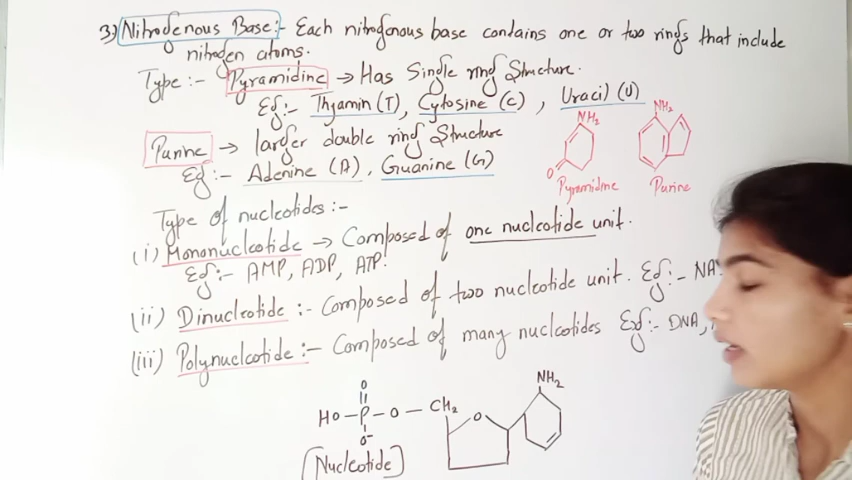 3) Nitrogenous Base:- Each nitrogonous base contains one or two rings that include
nitrogen atoms.
Type:- Pyramidine → Has Single ring Structure.
Eg:- Thyamin (T), Cytosine (C), Uracil (U)
Purine → larger double ring Structure
Eg:- Adenine (A), Guanine (G)
NH2
O
Pyramidine
NH2
Purine
Type of nucleotides:-
(i) Mononucleotide → Composed of one nucleotide unit.
Eg:- AMP, ADP, ATP.
(ii) Dinucleotide:- Composed of two nucleotide unit. Eg:- NA
(iii) Polynucleotide:- Composed of many nucleotides Eg:- DNA,
O
HO-P-O-CH2
O-
O
NH2
Nucleotide